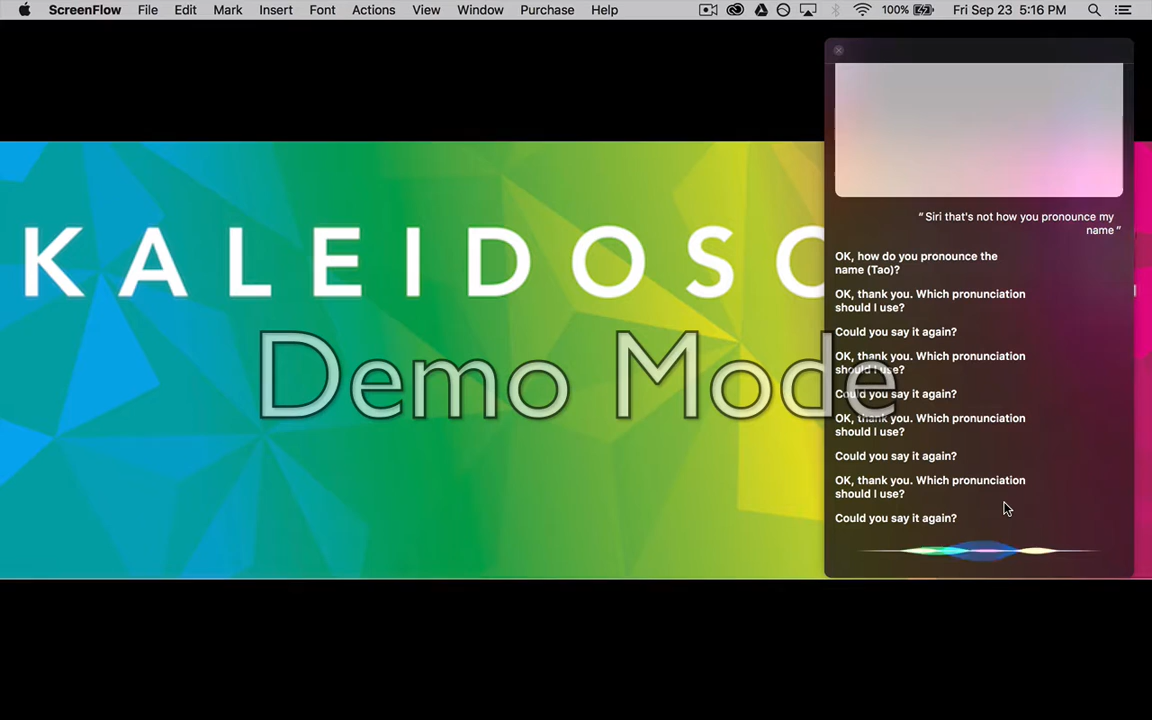 ScreenFlow File Edit Mark Insert Font Actions View Window Purchase Help 100% Fri Sep 23 5:16 PM
“ Siri that's not how you pronounce my
name ”
OK, how do you pronounce the
name (Tao)?
OK, thank you. Which pronunciation
should I use?
Could you say it again?
OK, thank you. Which pronunciation
should I use?
Could you say it again?
OK, thank you. Which pronunciation
should I use?
Could you say it again?
OK, thank you. Which pronunciation
should I use?
Could you say it again?
KALEIDOSC
Demo Mode